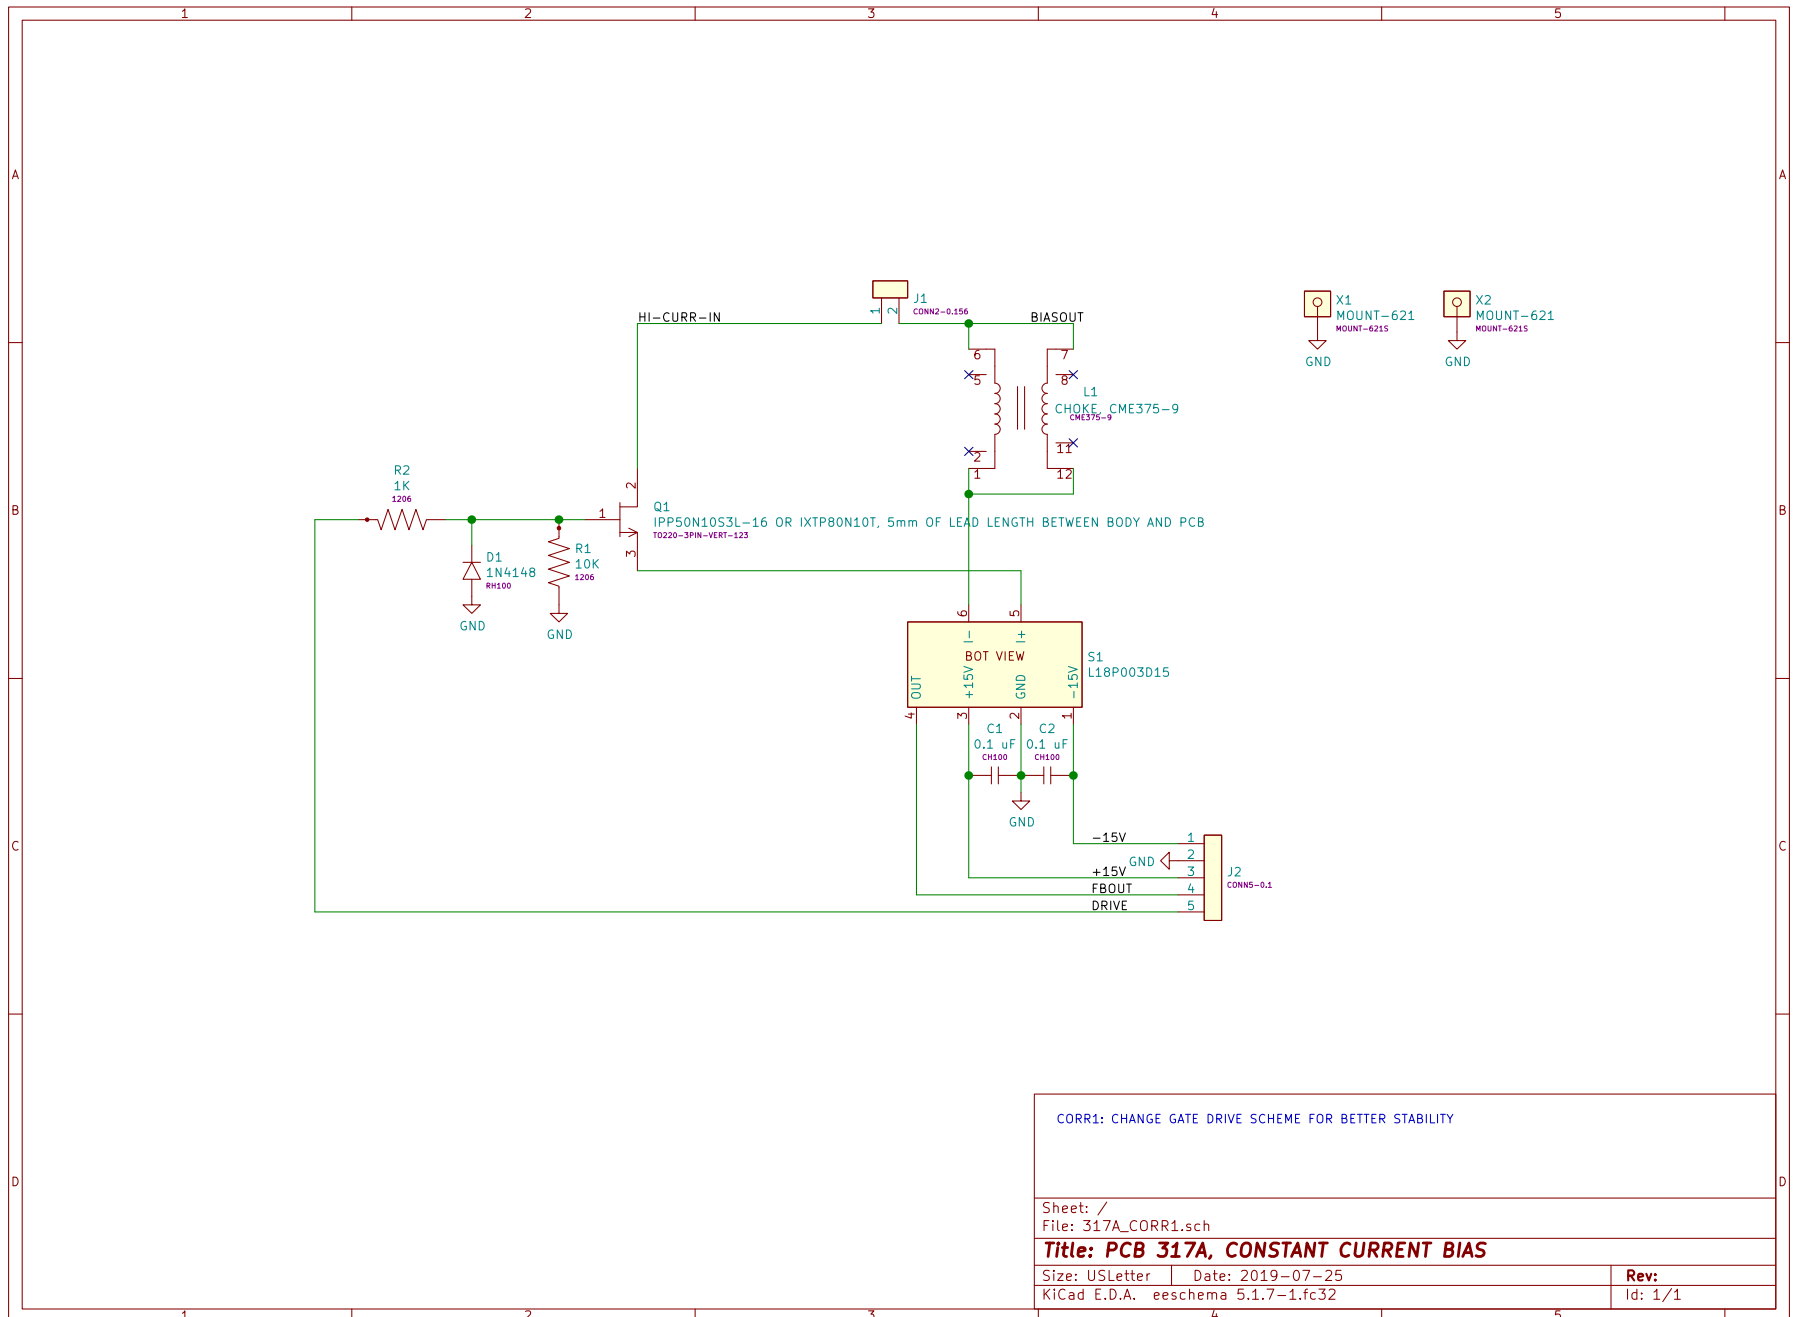 1 2 3 4 5
A A
J1
CONN2-0.156
1 2
HI-CURR-IN
BIASOUT
X1
MOUNT-621
MOUNT-621S
GND
X2
MOUNT-621
MOUNT-621S
GND
6 7
5 8
L1
CHOKE, CME375-9
CME375-9
2 11
1 12
B B
R2
1K
1206
2
1
3
Q1
IPP50N10S3L-16 OR IXTP80N10T, 5mm OF LEAD LENGTH BETWEEN BODY AND PCB
TO220-3PIN-VERT-123
D1
1N4148
RH100
GND
R1
10K
1206
GND
6 5
I- I+
BOT VIEW
S1
L18P003D15
OUT +15V GND -15V
4 3 2 1
C1
0.1 uF
CH100
C2
0.1 uF
CH100
GND
C C
-15V 1
GND 2
+15V 3
FBOUT 4
DRIVE 5
J2
CONN5-0.1
D D
CORR1: CHANGE GATE DRIVE SCHEME FOR BETTER STABILITY
Sheet: /
File: 317A_CORR1.sch
Title: PCB 317A, CONSTANT CURRENT BIAS
Size: USLetter Date: 2019-07-25 Rev:
KiCad E.D.A. eeschema 5.1.7-1.fc32 Id: 1/1
1 2 3 4 5